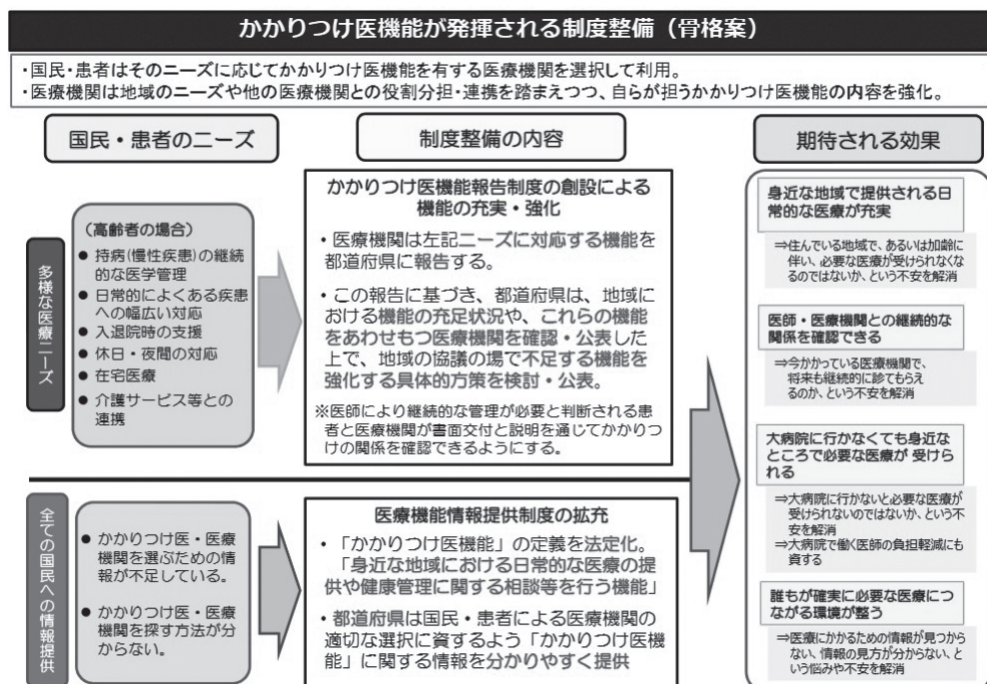 かかりつけ医機能が発揮される制度整備（骨格案）
・国民・患者はそのニーズに応じてかかりつけ医機能を有する医療機関を選択して利用。
・医療機関は地域のニーズや他の医療機関との役割分担・連携を踏まえつつ、自らが担うかかりつけ医機能の内容を強化。
国民・患者のニーズ
制度整備の内容
期待される効果
多様な医療ニーズ
（高齢者の場合）
● 持病(慢性疾患)の継続
的な医学管理
● 日常的によくある疾患
への幅広い対応
● 入退院時の支援
● 休日・夜間の対応
● 在宅医療
● 介護サービス等との
連携
かかりつけ医機能報告制度の創設による
機能の充実・強化
・医療機関は左記ニーズに対応する機能を
都道府県に報告する。
・この報告に基づき、都道府県は、地域に
おける機能の充足状況や、これらの機能
をあわせもつ医療機関を確認・公表した
上で、地域の協議の場で不足する機能を
強化する具体的方策を検討・公表。
※医師により継続的な管理が必要と判断される患
者と医療機関が書面交付と説明を通じてかかりつ
けの関係を確認できるようにする。
全ての国民への情報提供
● かかりつけ医・医療
機関を選ぶための情
報が不足している。
● かかりつけ医・医療
機関を探す方法が分
からない。
医療機能情報提供制度の拡充
・「かかりつけ医機能」の定義を法定化。
「身近な地域における日常的な医療の提
供や健康管理に関する相談等を行う機能」
・都道府県は国民・患者による医療機関の
適切な選択に資するよう「かかりつけ医機
能」に関する情報を分かりやすく提供
身近な地域で提供される日
常的な医療が充実
⇒住んでいる地域で、あるいは加齢に
伴い、必要な医療が受けられなくな
るのではないか、という不安を解消
医師・医療機関との継続的な
関係を確認できる
⇒今かかっている医療機関で、
将来も継続的に診てもらえ
るのか、という不安を解消
大病院に行かなくても身近な
ところで必要な医療が 受けら
れる
⇒大病院に行かないと必要な医療が
受けられないのではないか、という不
安を解消
⇒大病院で働く医師の負担軽減にも
資する
誰もが確実に必要な医療につ
ながる環境が整う
⇒医療にかかるための情報が見つから
ない、情報の見方が分からない、と
いう悩みや不安を解消